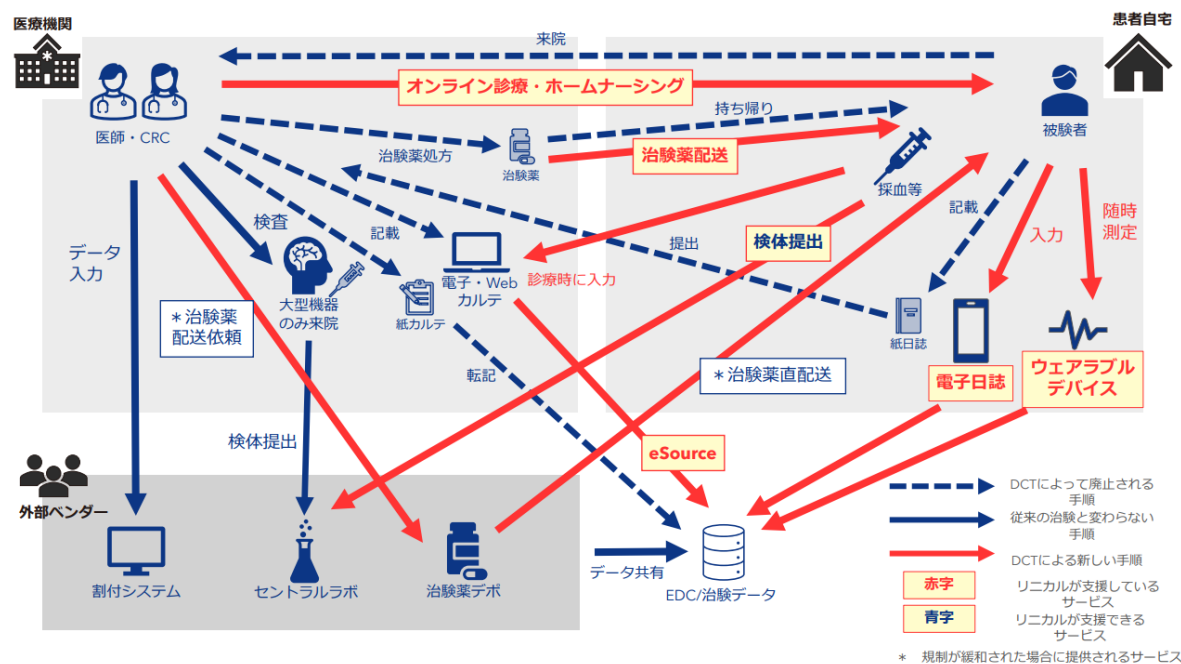 医療機関
患者自宅
来院
オンライン診療・ホームナーシング
医師・CRC
被験者
持ち帰り
治験薬処方
治験薬
治験薬配送
採血等
検査
記載
提出
検体提出
記載
入力
随時
測定
データ
入力
電子・Web
カルテ
診療時に入力
大型機器
のみ来院
紙カルテ
紙日誌
＊治験薬
配送依頼
転記
＊治験薬直配送
電子日誌
ウェアラブル
デバイス
検体提出
eSource
外部ベンダー
割付システム
セントラルラボ
治験薬デポ
データ共有
EDC/治験データ
DCTによって廃止される
手順
従来の治験と変わらない
手順
DCTによる新しい手順
赤字
リニカルが支援している
サービス
青字
リニカルが支援できる
サービス
＊ 規制が緩和された場合に提供されるサービス